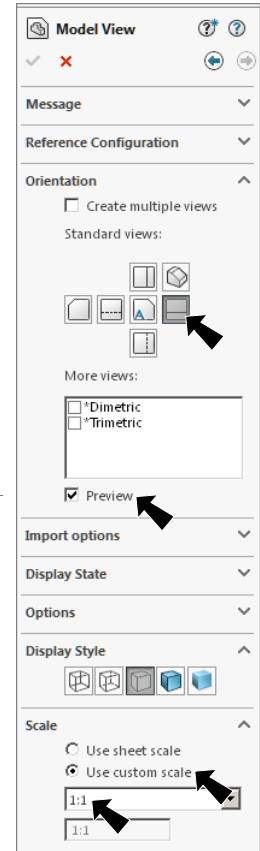 Model View
Message
Reference Configuration
Orientation
Create multiple views
Standard views:
A
More views:
*Dimetric
*Trimetric
Preview
Import options
Display State
Options
Display Style
Scale
Use sheet scale
Use custom scale
1:1
1:1